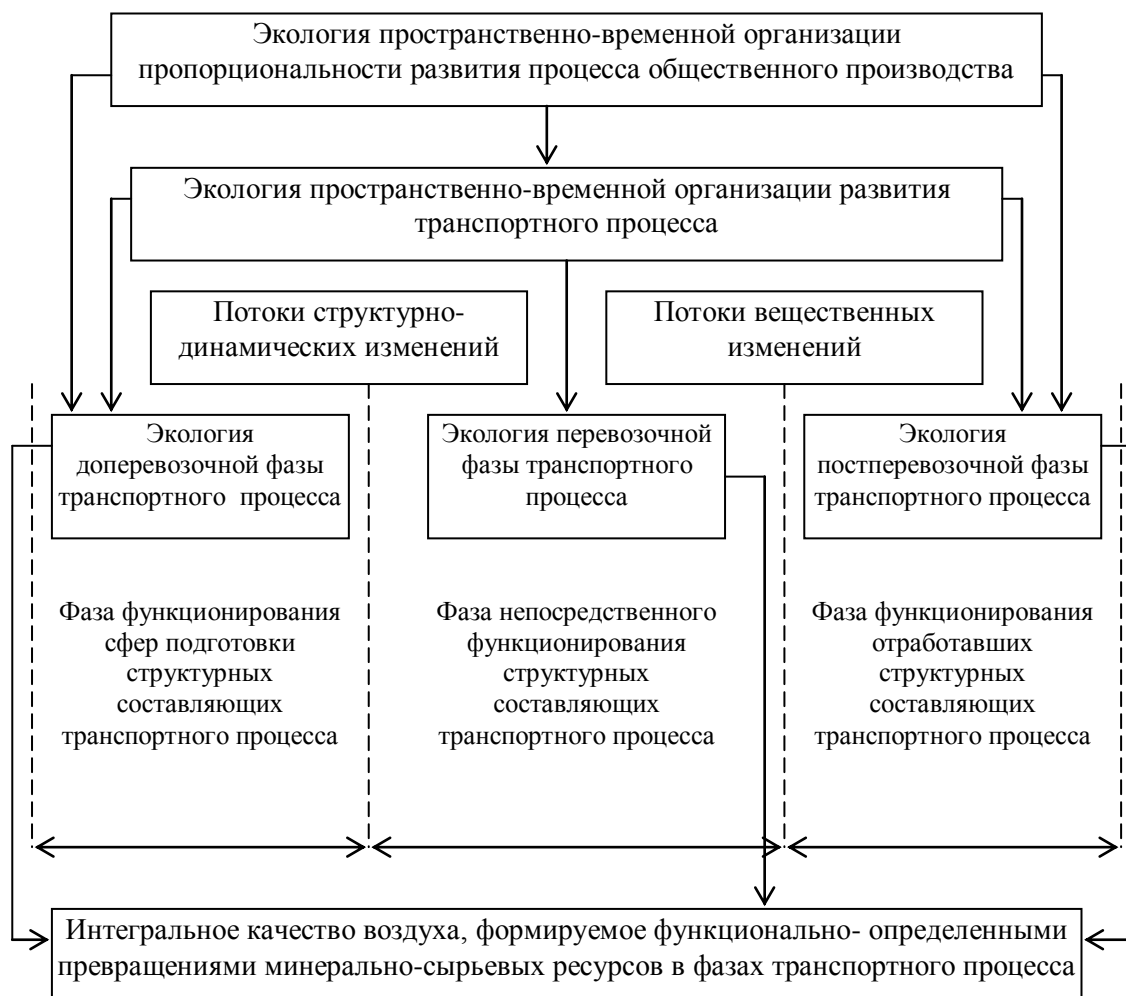 Экология пространственно-временной организации
пропорциональности развития процесса общественного производства
Экология пространственно-временной организации развития
транспортного процесса
Потоки структурно-
динамических изменений
Потоки вещественных
изменений
Экология
доперевозочной фазы
транспортного процесса
Экология перевозочной
фазы транспортного
процесса
Экология
постперевозочной фазы
транспортного процесса
Фаза функционирования
сфер подготовки
структурных
составляющих
транспортного процесса
Фаза непосредственного
функционирования
структурных
составляющих
транспортного процесса
Фаза функционирования
отработавших
структурных
составляющих
транспортного процесса
Интегральное качество воздуха, формируемое функционально- определенными
превращениями минерально-сырьевых ресурсов в фазах транспортного процесса